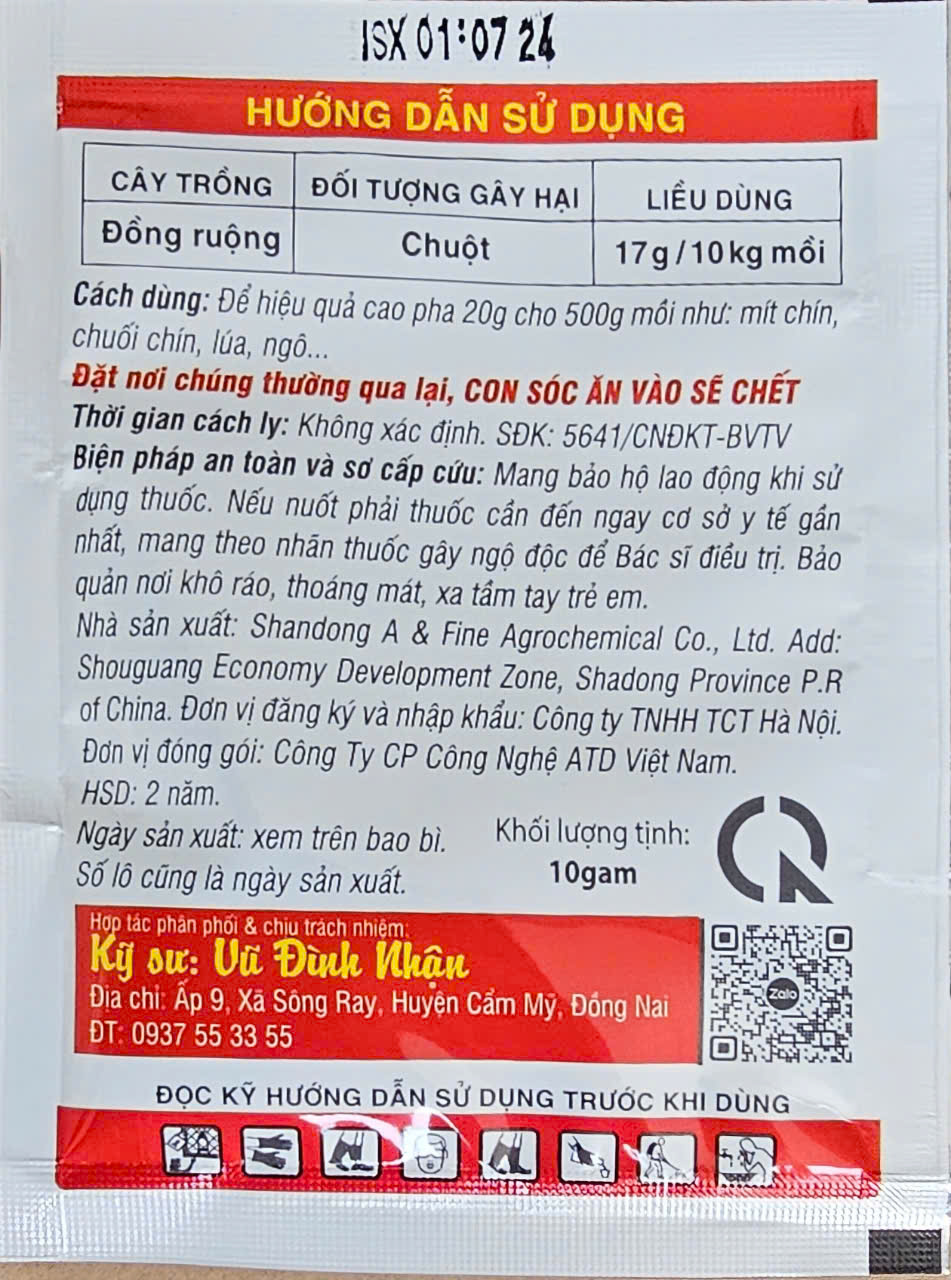 ISX 01:07 24
HƯỚNG DẪN SỬ DỤNG
CÂY TRỒNG ĐỐI TƯỢNG GÂY HẠI LIỀU DÙNG
Đồng ruộng Chuột 17g/10kg mồi
Cách dùng: Để hiệu quả cao pha 20g cho 500g mồi như: mít chín,
chuối chín, lúa, ngô...
Đặt nơi chúng thường qua lại, CON SÓC ĂN VÀO SẼ CHẾT
Thời gian cách ly: Không xác định. SĐK: 5641/CNĐKT-BVTV
Biện pháp an toàn và sơ cấp cứu: Mang bảo hộ lao động khi sử
dụng thuốc. Nếu nuốt phải thuốc cần đến ngay cơ sở y tế gần
nhất, mang theo nhãn thuốc gây ngộ độc để Bác sĩ điều trị. Bảo
quản nơi khô ráo, thoáng mát, xa tầm tay trẻ em.
Nhà sản xuất: Shandong A & Fine Agrochemical Co., Ltd. Add:
Shouguang Economy Development Zone, Shadong Province P.R
of China. Đơn vị đăng ký và nhập khẩu: Công ty TNHH TCT Hà Nội.
Đơn vị đóng gói: Công Ty CP Công Nghệ ATD Việt Nam.
HSD: 2 năm.
Ngày sản xuất: xem trên bao bì.
Số lô cũng là ngày sản xuất.
Khối lượng tịnh:
10gam
Hợp tác phân phối & chịu trách nhiệm:
Kỹ sư: Vũ Đình Nhận
Địa chỉ: Ấp 9, Xã Sông Ray, Huyện Cẩm Mỹ, Đồng Nai
ĐT: 0937 55 33 55
Zalo
ĐỌC KỸ HƯỚNG DẪN SỬ DỤNG TRƯỚC KHI DÙNG